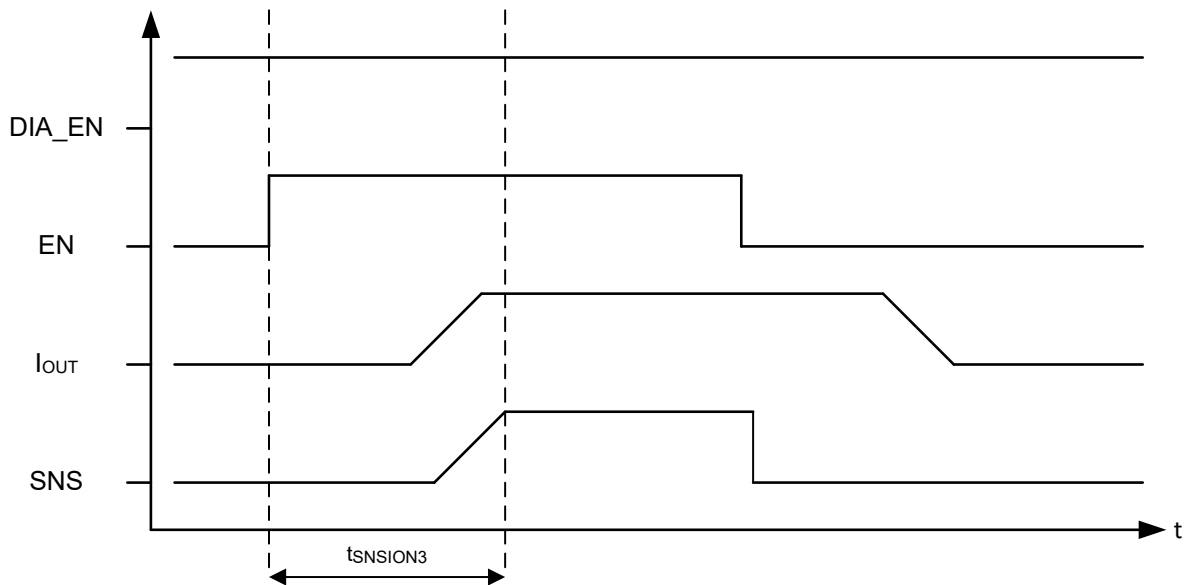 DIA_EN
EN
IOUT
SNS
t
tSNSION3